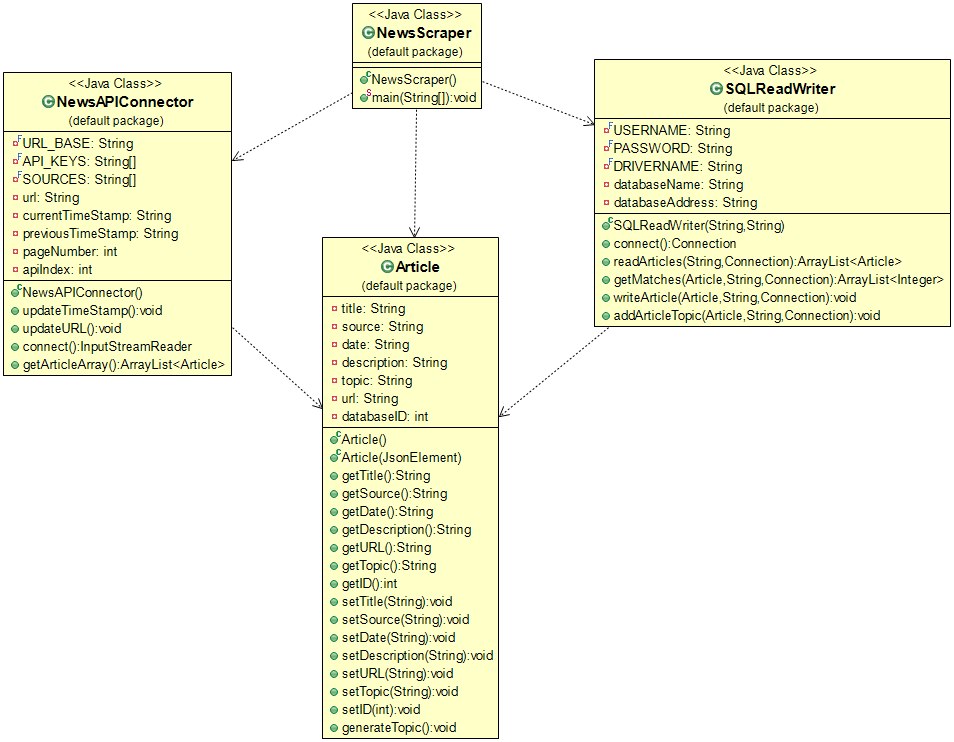 <<Java Class>>
NewsScraper
(default package)
NewsScraper()
main(String[]):void
<<Java Class>>
NewsAPIConnector
(default package)
URL_BASE: String
API_KEYS: String[]
SOURCES: String[]
url: String
currentTimeStamp: String
previousTimeStamp: String
pageNumber: int
apiIndex: int
NewsAPIConnector()
updateTimeStamp():void
updateURL():void
connect():InputStreamReader
getArticleArray():ArrayList<Article>
<<Java Class>>
SQLReadWriter
(default package)
USERNAME: String
PASSWORD: String
DRIVERNAME: String
databaseName: String
databaseAddress: String
SQLReadWriter(String,String)
connect():Connection
readArticles(String,Connection):ArrayList<Article>
getMatches(Article,String,Connection):ArrayList<Integer>
writeArticle(Article,String,Connection):void
addArticleTopic(Article,String,Connection):void
<<Java Class>>
Article
(default package)
title: String
source: String
date: String
description: String
topic: String
url: String
databaseID: int
Article()
Article(JsonElement)
getTitle():String
getSource():String
getDate():String
getDescription():String
getURL():String
getTopic():String
getID():int
setTitle(String):void
setSource(String):void
setDate(String):void
setDescription(String):void
setURL(String):void
setTopic(String):void
setID(int):void
generateTopic():void